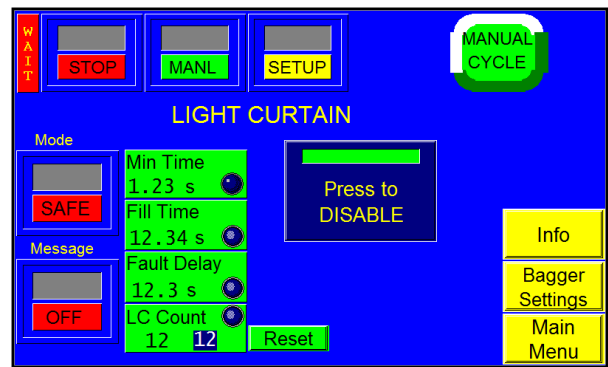 WAIT
STOP
MANL
SETUP
MANUAL
CYCLE
LIGHT CURTAIN
Mode
SAFE
Message
OFF
Min Time
1.23 s
Fill Time
12.34 s
Fault Delay
12.3 s
LC Count
12 12
Reset
Press to
DISABLE
Info
Bagger
Settings
Main
Menu